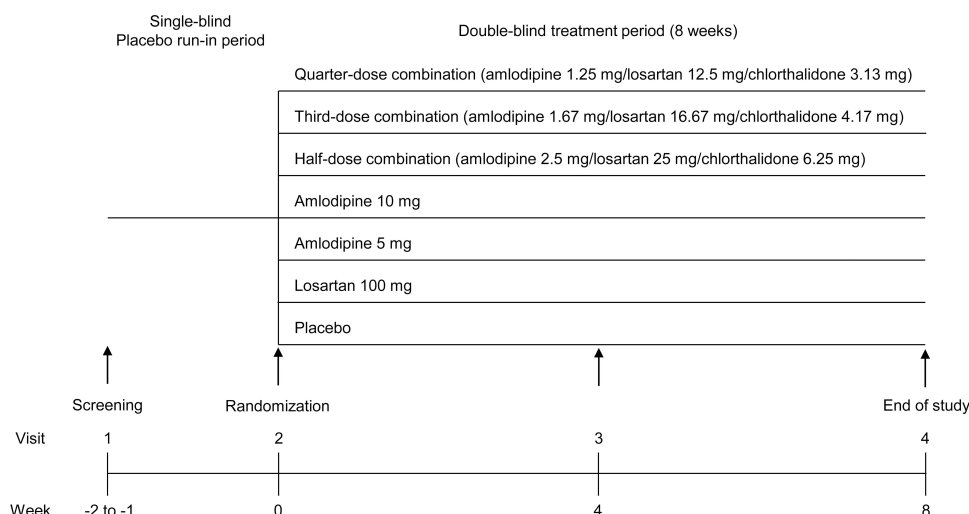 Single-blind
Placebo run-in period
Double-blind treatment period (8 weeks)
Quarter-dose combination (amlodipine 1.25 mg/losartan 12.5 mg/chlorthalidone 3.13 mg)
Third-dose combination (amlodipine 1.67 mg/losartan 16.67 mg/chlorthalidone 4.17 mg)
Half-dose combination (amlodipine 2.5 mg/losartan 25 mg/chlorthalidone 6.25 mg)
Amlodipine 10 mg
Amlodipine 5 mg
Losartan 100 mg
Placebo
Screening Randomization End of study
Visit 1 2 3 4
Week -2 to -1 0 4 8